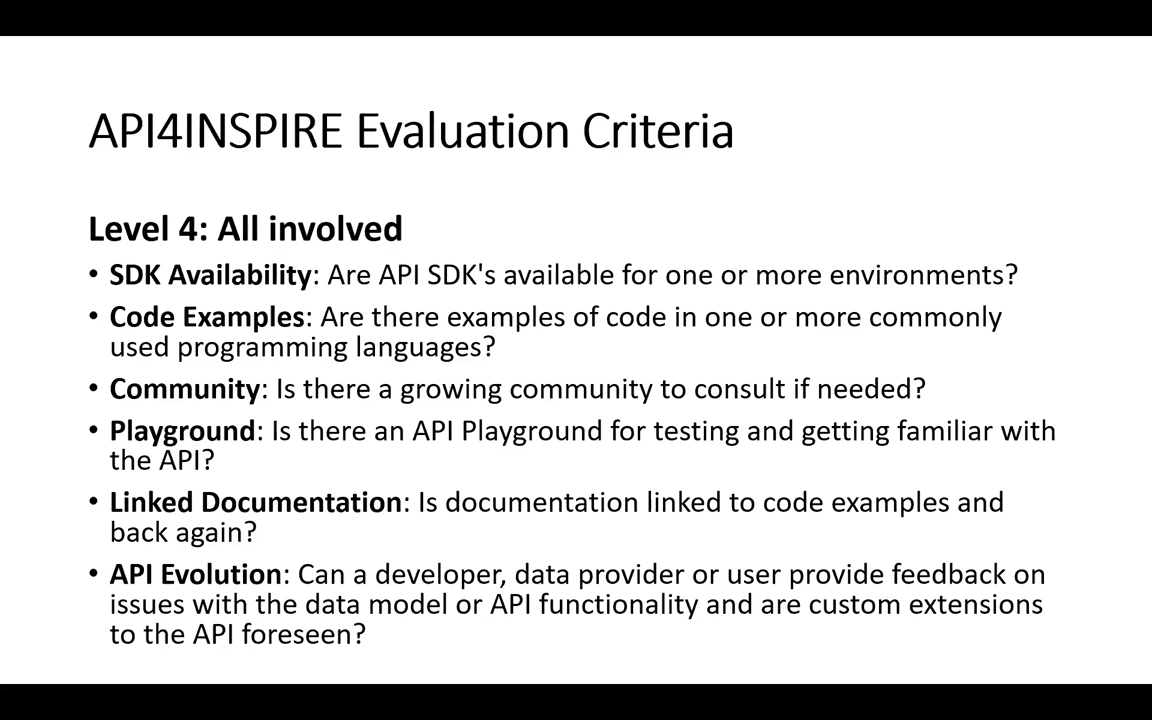 API4INSPIRE Evaluation Criteria
Level 4: All involved
• SDK Availability: Are API SDK's available for one or more environments?
• Code Examples: Are there examples of code in one or more commonly
used programming languages?
• Community: Is there a growing community to consult if needed?
• Playground: Is there an API Playground for testing and getting familiar with
the API?
• Linked Documentation: Is documentation linked to code examples and
back again?
• API Evolution: Can a developer, data provider or user provide feedback on
issues with the data model or API functionality and are custom extensions
to the API foreseen?